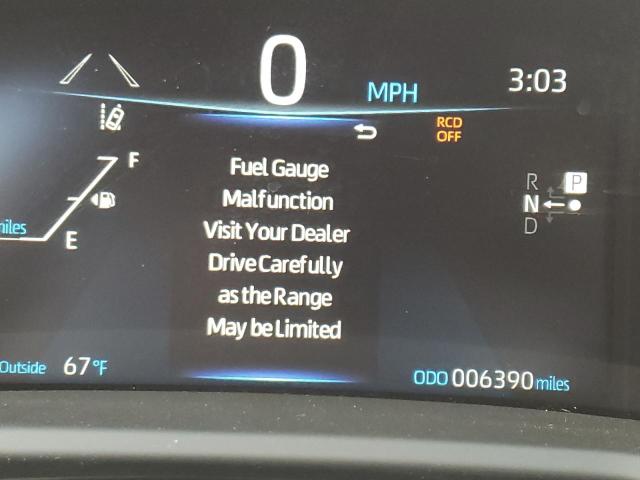 0
MPH
3:03
RCD
OFF
F
E
Fuel Gauge
Malfunction
Visit Your Dealer
Drive Carefully
as the Range
May be Limited
R
P
N
D
miles
Outside 67°F
ODO 006390 miles